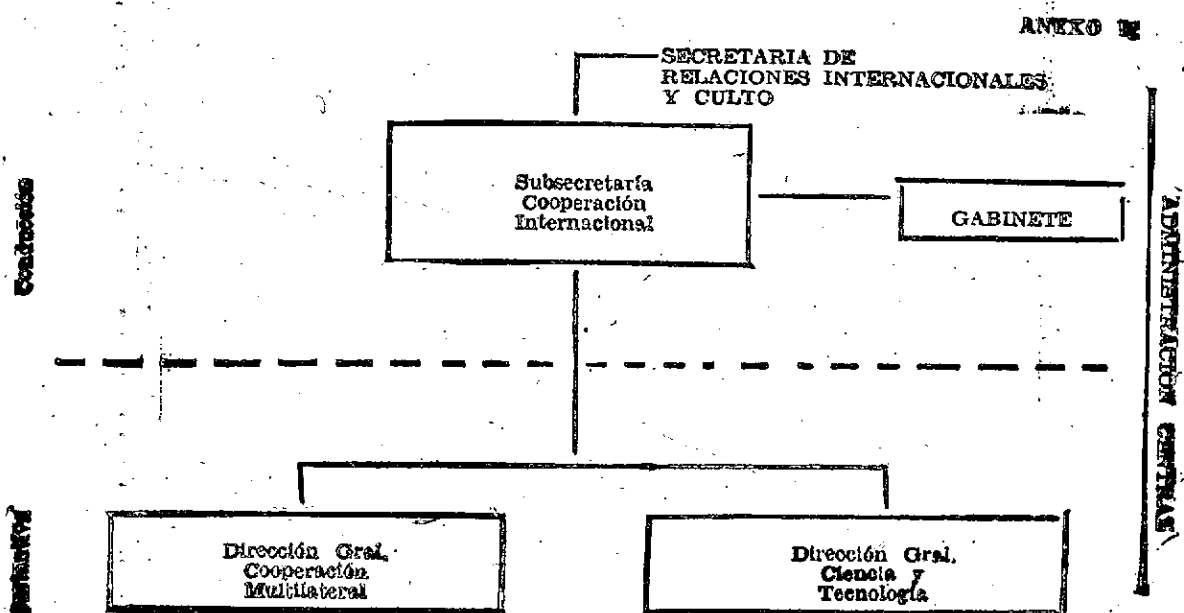 ANEXO
SECRETARIA DE
RELACIONES INTERNACIONALES
Y CULTO
Subsecretaría
Cooperación
Internacional
GABINETE
Conducción
ADMINISTRACION CENTRAL
Dirección Gral.
Cooperación
Multilateral
Dirección Gral.
Ciencia y
Tecnología